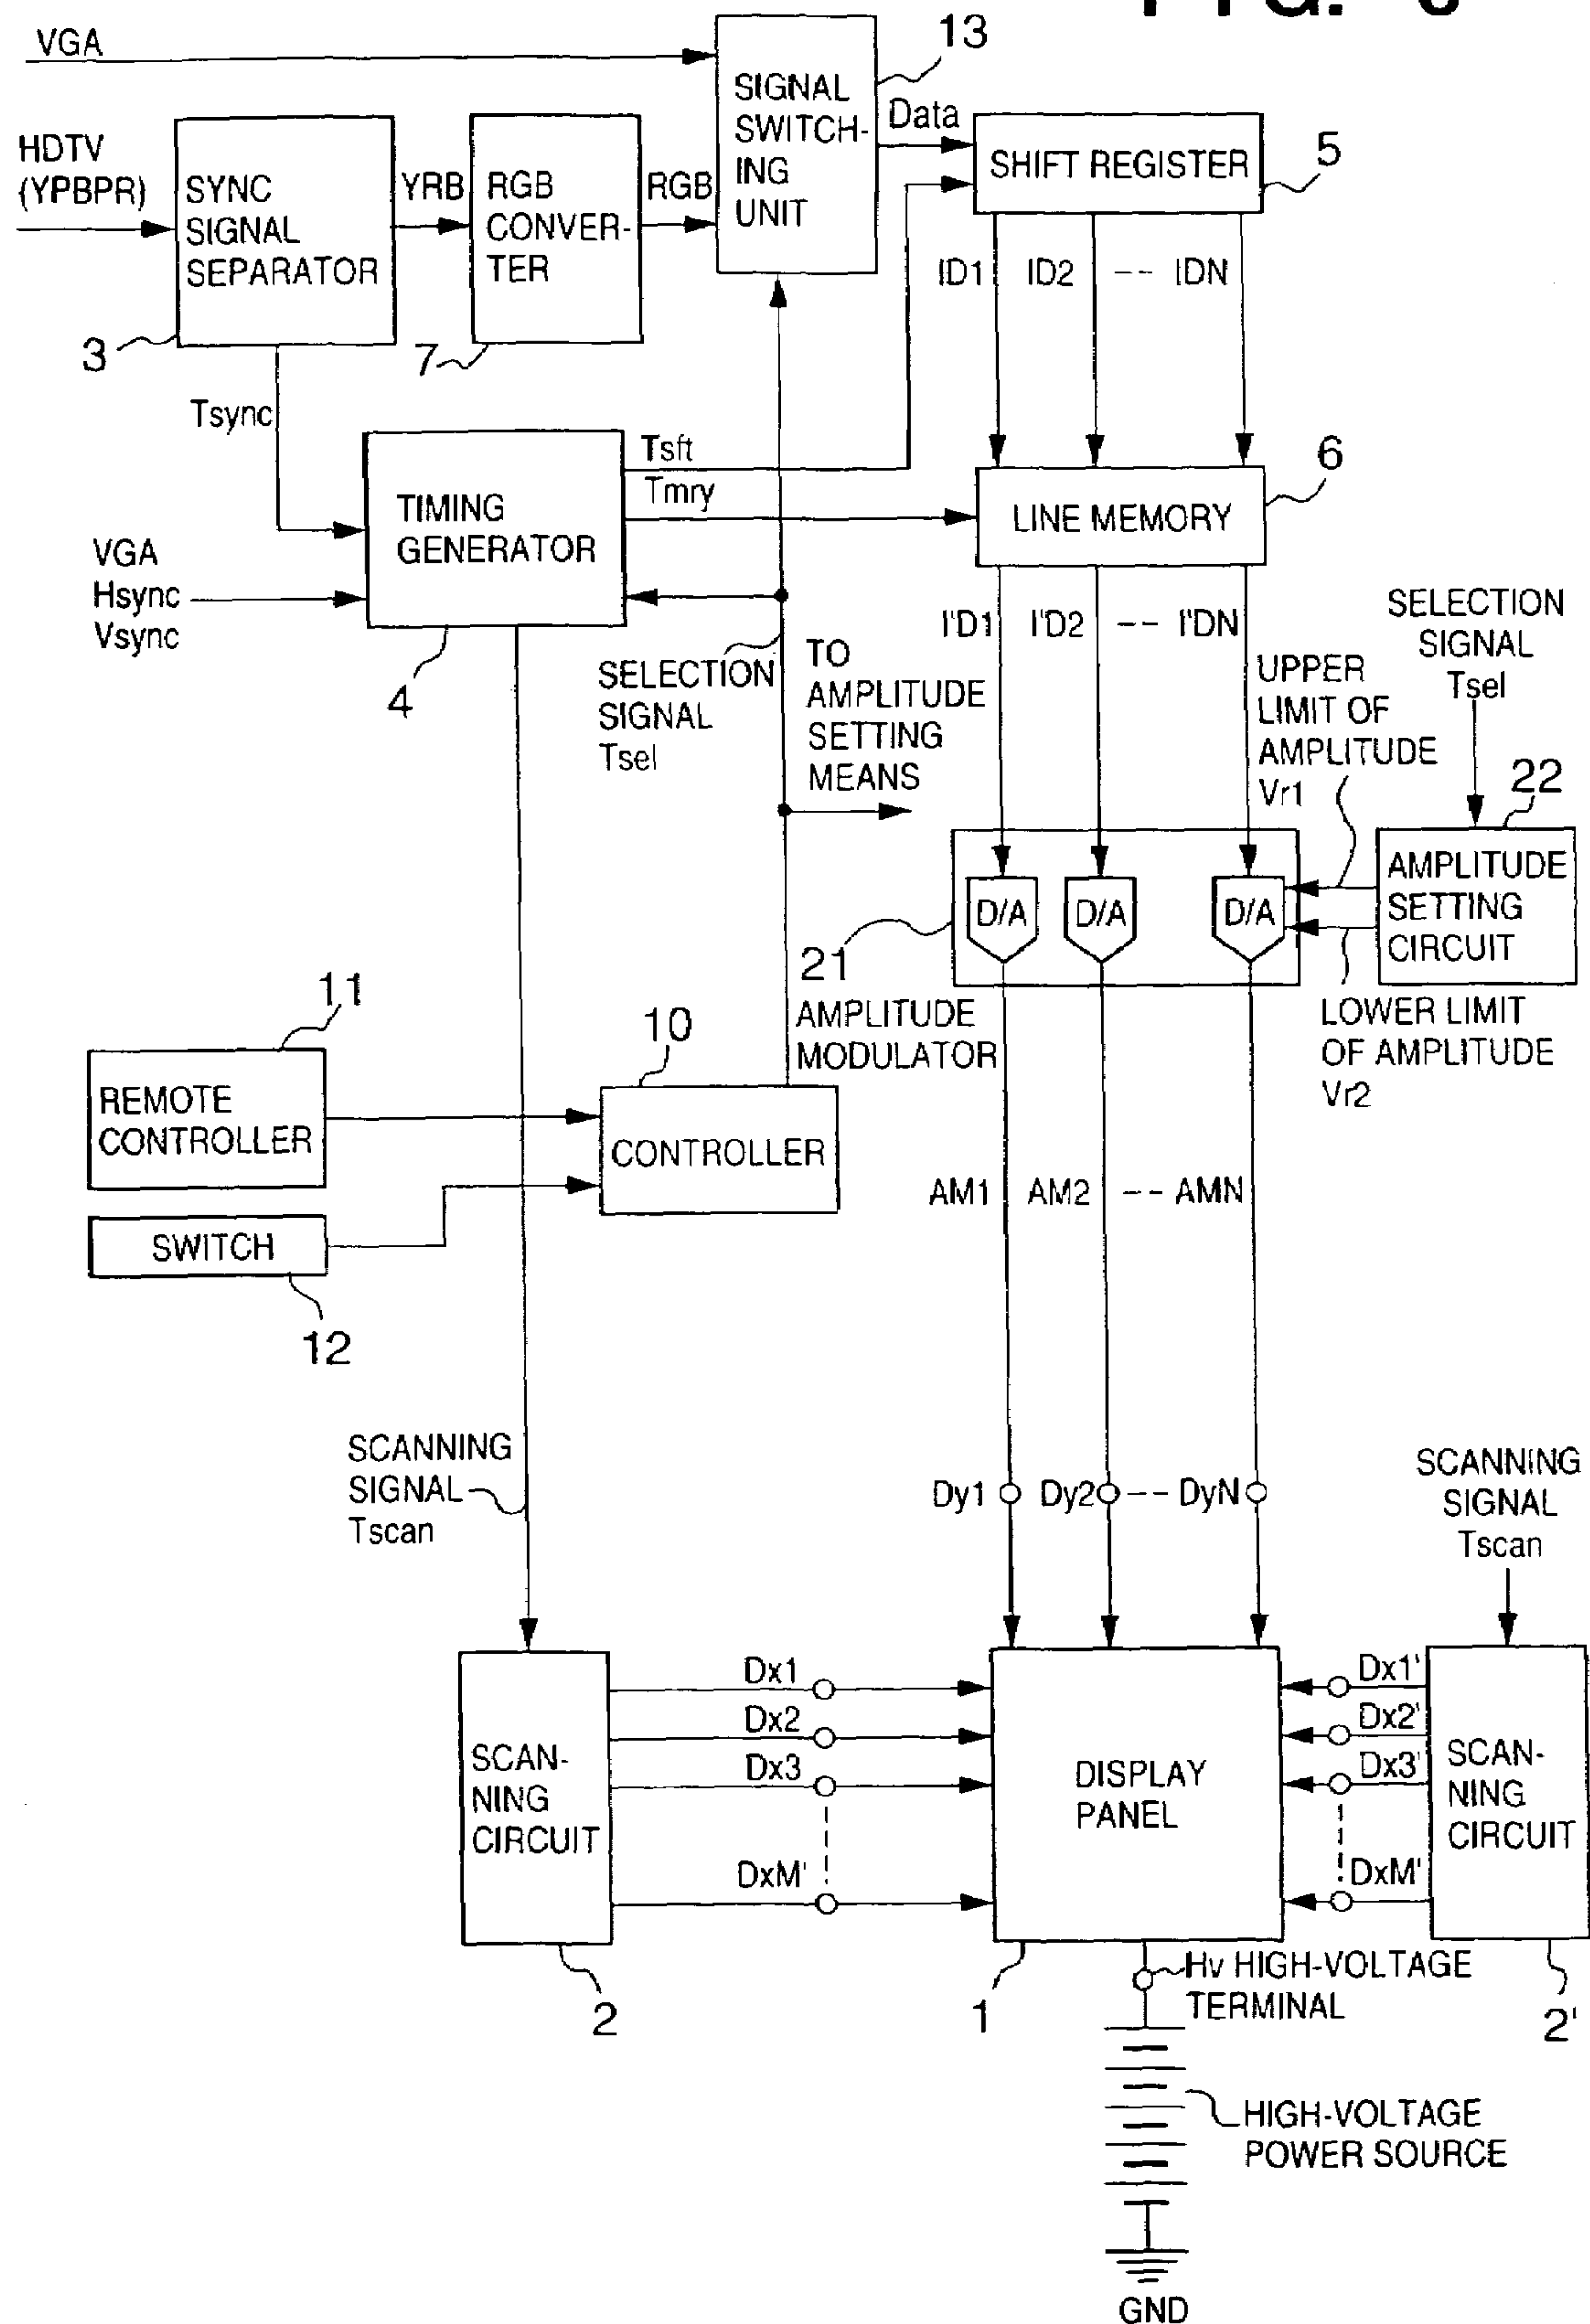 VGA
HDTV
(YPBPR)
SYNC
SIGNAL
SEPARATOR
3
YRB
RGB
CONVER-
TER
7
RGB
SIGNAL
SWITCH-
ING
UNIT
13
Data
SHIFT REGISTER
5
ID1
ID2
-- IDN
Tsync
TIMING
GENERATOR
4
Tsft
Tmry
LINE MEMORY
6
VGA
Hsync
Vsync
SELECTION
SIGNAL
Tsel
TO
AMPLITUDE
SETTING
MEANS
I'D1
I'D2
-- I'DN
UPPER
LIMIT OF
AMPLITUDE
Vr1
SELECTION
SIGNAL
Tsel
22
AMPLITUDE
SETTING
CIRCUIT
D/A
D/A
D/A
21
AMPLITUDE
MODULATOR
LOWER LIMIT
OF AMPLITUDE
Vr2
11
REMOTE
CONTROLLER
10
CONTROLLER
SWITCH
12
AM1
AM2
-- AMN
SCANNING
SIGNAL
Tscan
Dy1
Dy2
-- DyN
SCANNING
SIGNAL
Tscan
SCAN-
NING
CIRCUIT
2
Dx1
Dx2
Dx3
DxM'
DISPLAY
PANEL
1
Dx1'
Dx2'
Dx3'
DxM'
SCAN-
NING
CIRCUIT
2'
Hv HIGH-VOLTAGE
TERMINAL
HIGH-VOLTAGE
POWER SOURCE
GND